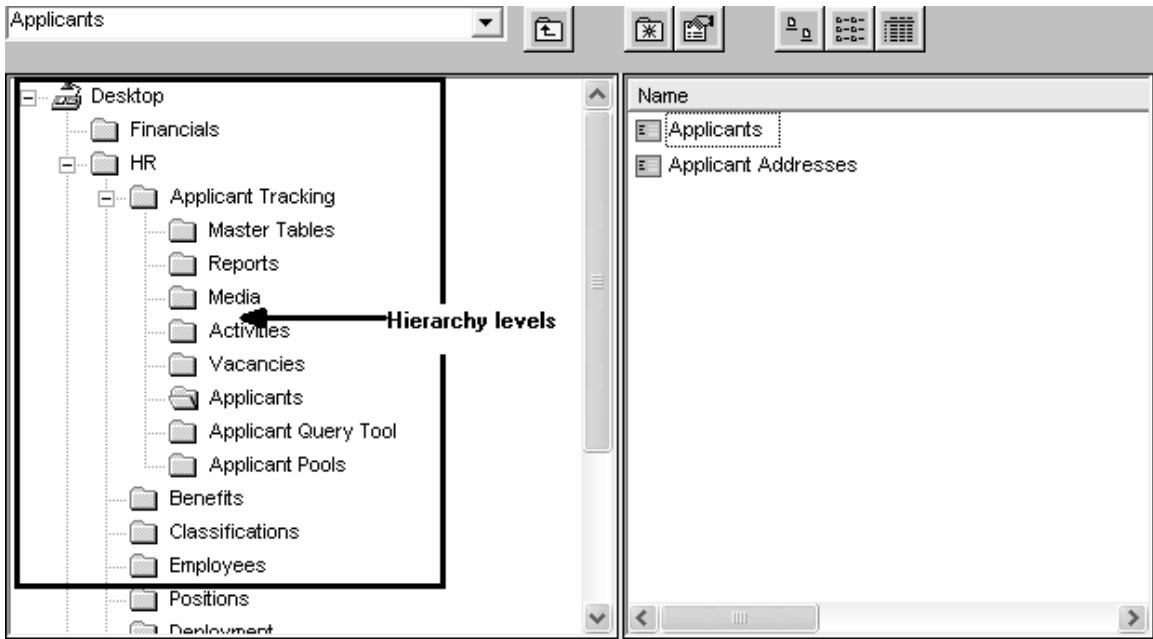 Applicants
Desktop
Financials
HR
Applicant Tracking
Master Tables
Reports
Media
Activities
Vacancies
Applicants
Applicant Query Tool
Applicant Pools
Benefits
Classifications
Employees
Positions
Deployment
Hierarchy levels
Name
Applicants
Applicant Addresses